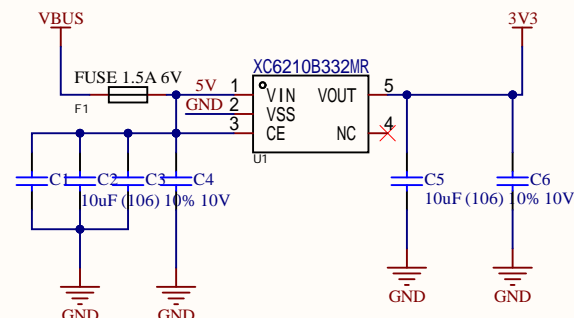 VBUS
3V3
XC6210B332MR
FUSE 1.5A 6V
5V
1
VIN
VOUT
5
F1
GND
2
VSS
3
CE
NC
4
U1
C1
C2
C3
C4
C5
C6
10uF (106) 10% 10V
10uF (106) 10% 10V
GND
GND
GND
GND